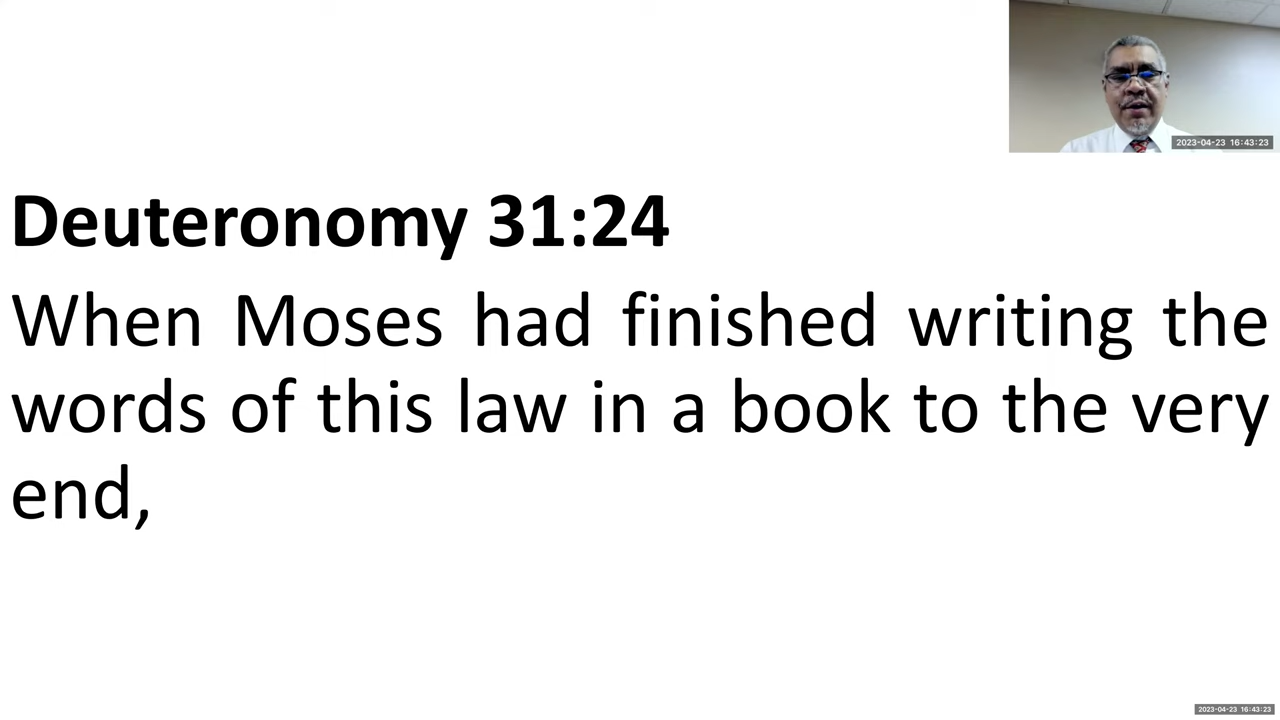 2023-04-23 16:43:23
Deuteronomy 31:24
When Moses had finished writing the
words of this law in a book to the very
end,
2023-04-23 16:43:23